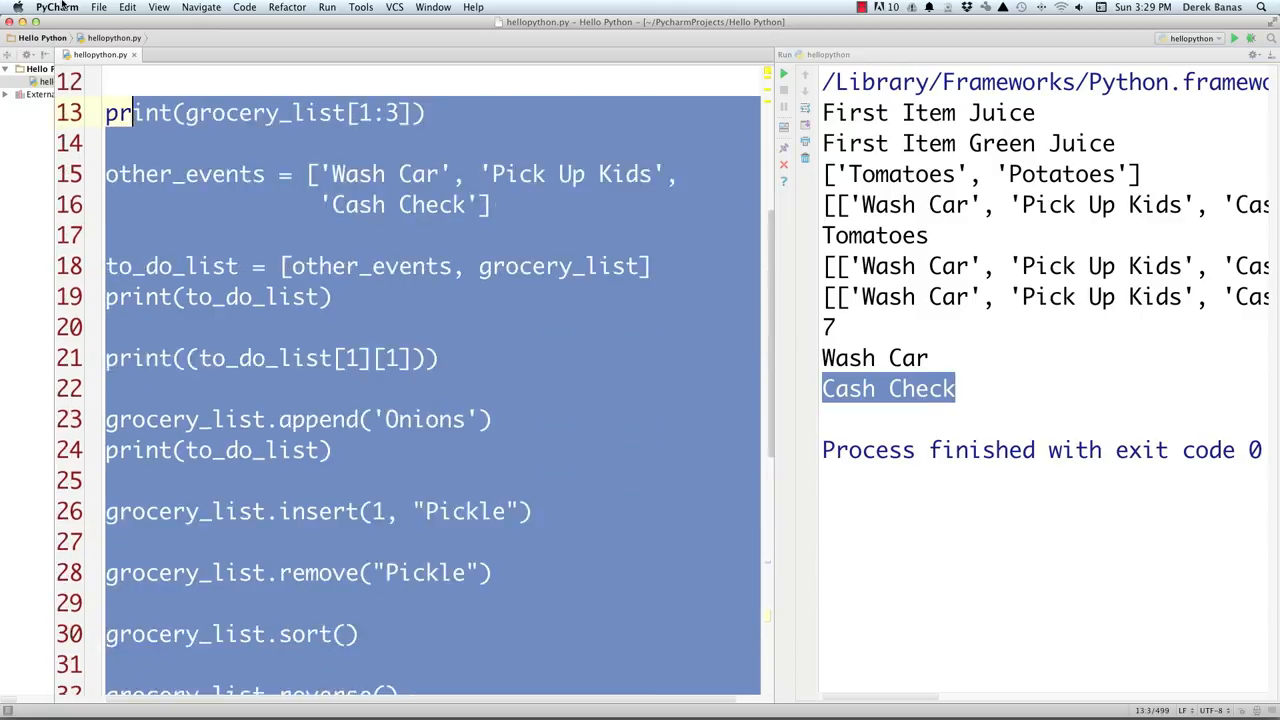 PyCharm File Edit View Navigate Code Refactor Run Tools VCS Window Help 10 Sun 3:29 PM Derek Banas
hellopython.py - Hello Python - [~/PycharmProjects/Hello Python]
Hello Python hellopython.py hellopython
hellopython.py Run hellopython
Hello P
hell
Externa
12
13 print(grocery_list[1:3])
14
15 other_events = ['Wash Car', 'Pick Up Kids',
16 'Cash Check']
17
18 to_do_list = [other_events, grocery_list]
19 print(to_do_list)
20
21 print((to_do_list[1][1]))
22
23 grocery_list.append('Onions')
24 print(to_do_list)
25
26 grocery_list.insert(1, "Pickle")
27
28 grocery_list.remove("Pickle")
29
30 grocery_list.sort()
31
32 grocery_list.reverse()
/Library/Frameworks/Python.framewo
First Item Juice
First Item Green Juice
['Tomatoes', 'Potatoes']
[['Wash Car', 'Pick Up Kids', 'Cas
Tomatoes
[['Wash Car', 'Pick Up Kids', 'Cas
[['Wash Car', 'Pick Up Kids', 'Cas
7
Wash Car
Cash Check
Process finished with exit code 0
13:3/499 LF UTF-8